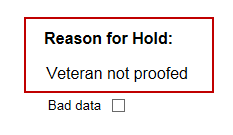 Reason for Hold:
Veteran not proofed
Bad data